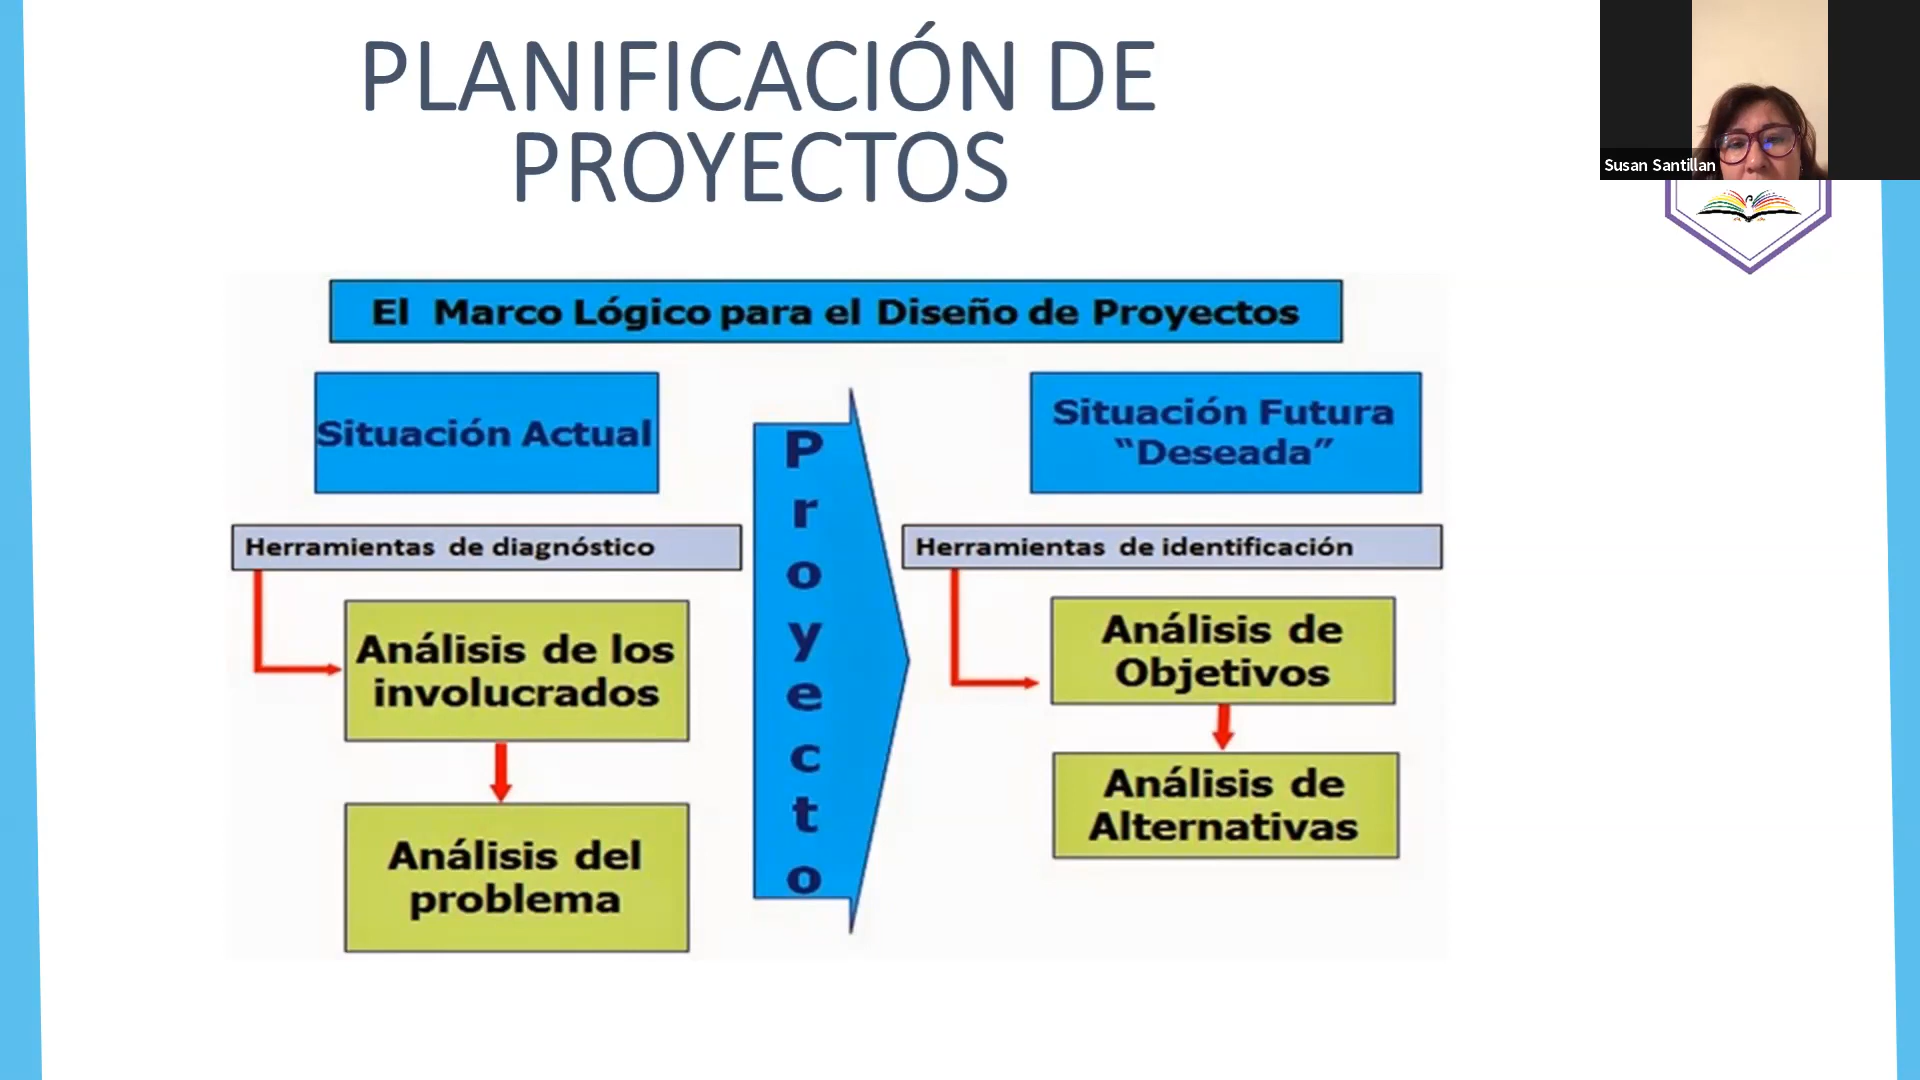 PLANIFICACIÓN DE
PROYECTOS
Susan Santillan
El Marco Lógico para el Diseño de Proyectos
Situación Actual
Situación Futura
“Deseada”
Proyecto
Herramientas de diagnóstico
Herramientas de identificación
Análisis de los
involucrados
Análisis del
problema
Análisis de
Objetivos
Análisis de
Alternativas